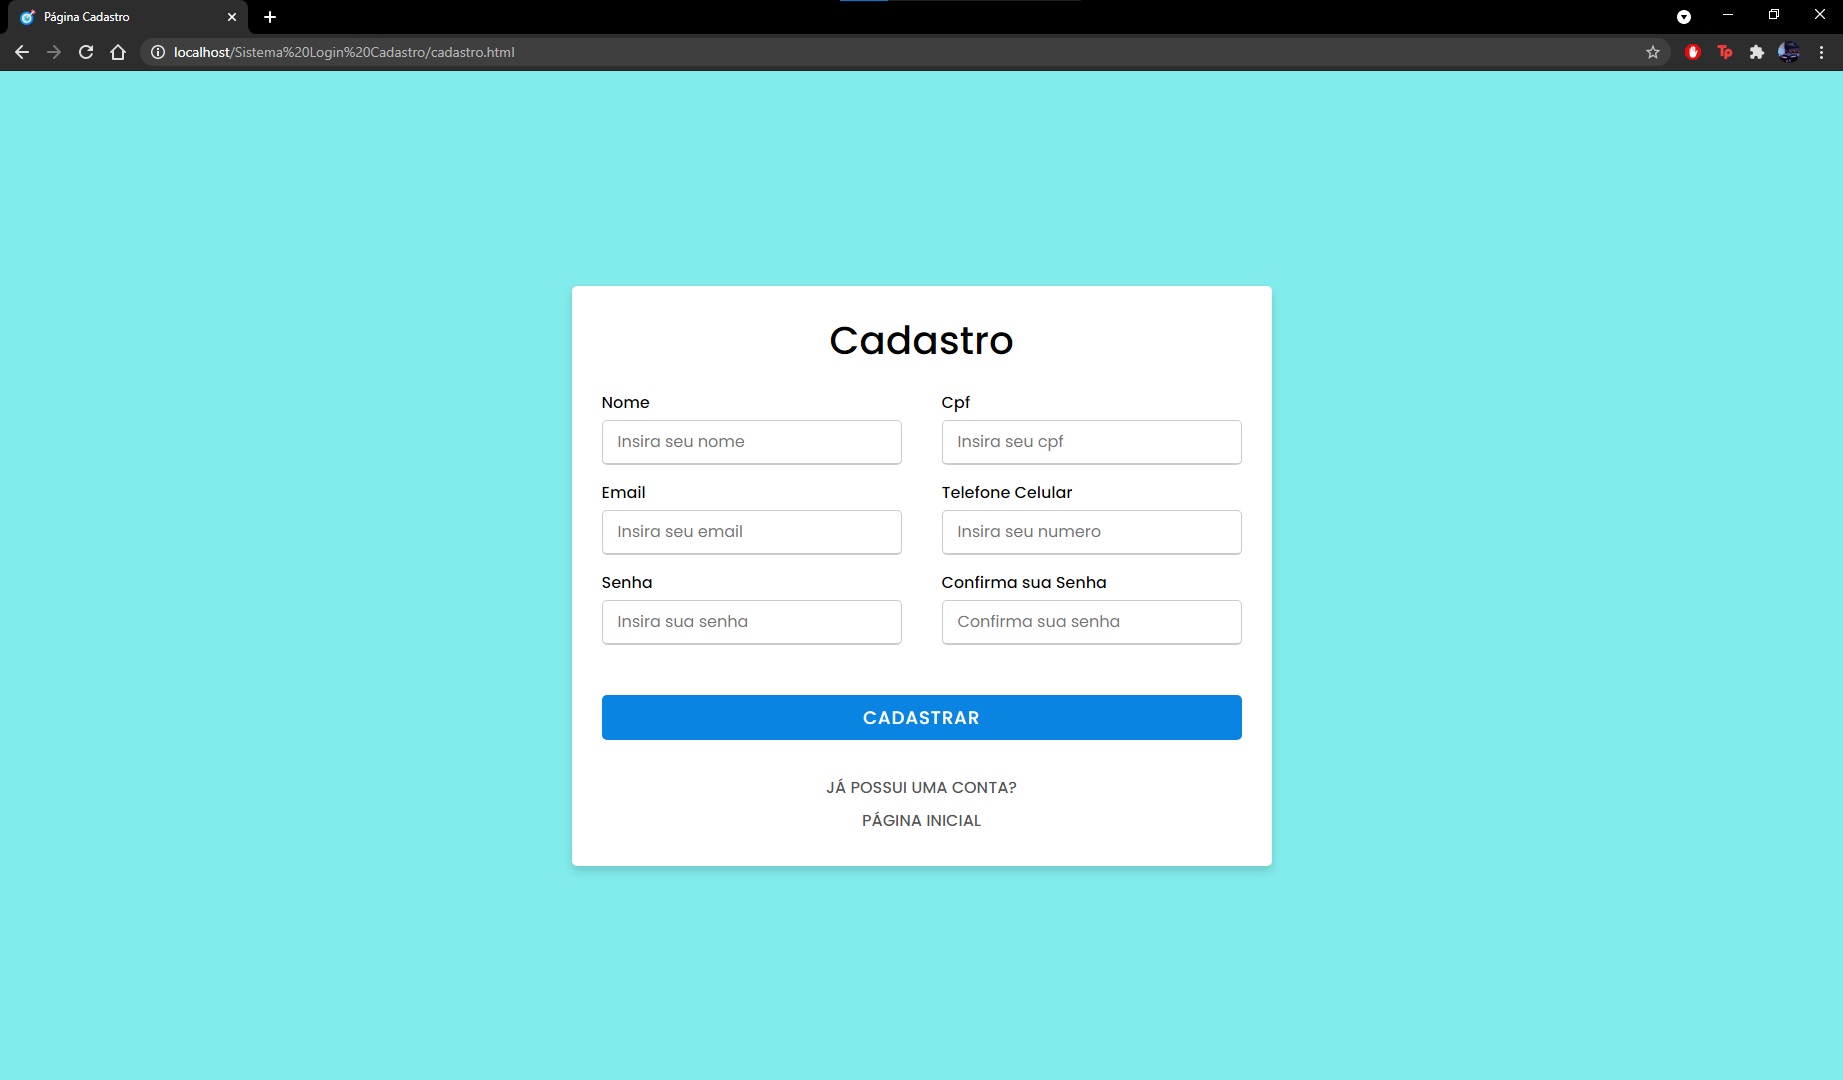 Página Cadastro
localhost/Sistema%20Login%20Cadastro/cadastro.html
Tp
Cadastro
Nome
Cpf
Insira seu nome
Insira seu cpf
Email
Telefone Celular
Insira seu email
Insira seu numero
Senha
Confirma sua Senha
Insira sua senha
Confirma sua senha
CADASTRAR
JÁ POSSUI UMA CONTA?
PÁGINA INICIAL